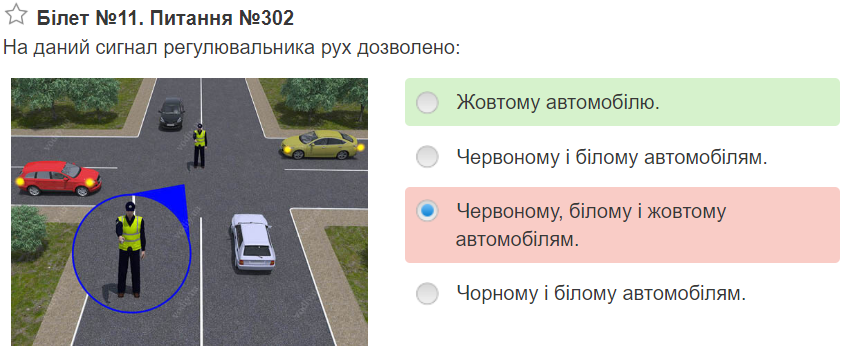 Білет №11. Питання №302
На даний сигнал регулювальника рух дозволено:
Жовтому автомобілю.
Червоному і білому автомобілям.
Червоному, білому і жовтому
автомобілям.
Чорному і білому автомобілям.